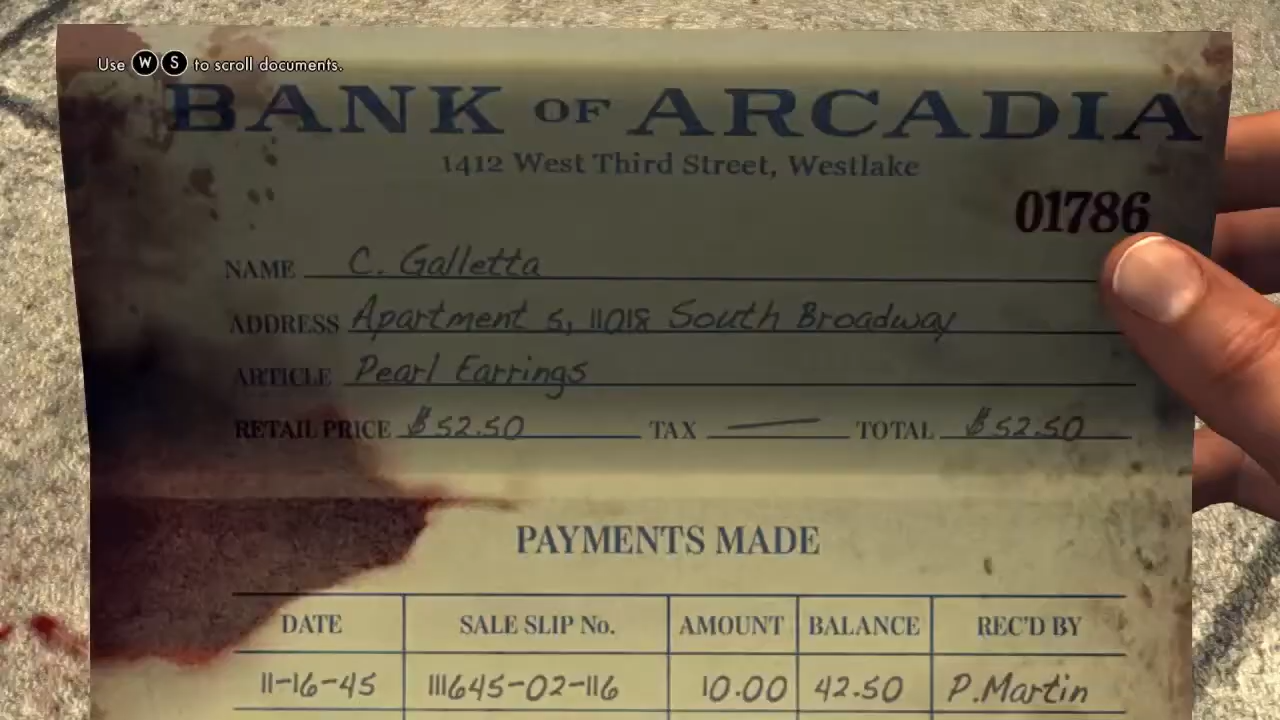 Use W S to scroll documents.
BANK OF ARCADIA
1412 West Third Street, Westlake
01786
NAME C. Galletta
ADDRESS Apartment 5, 11018 South Broadway
ARTICLE Pearl Earrings
RETAIL PRICE $52.50 TAX — TOTAL $52.50
PAYMENTS MADE
DATE SALE SLIP No. AMOUNT BALANCE REC'D BY
11-16-45 111645-02-116 10.00 42.50 P.Martin